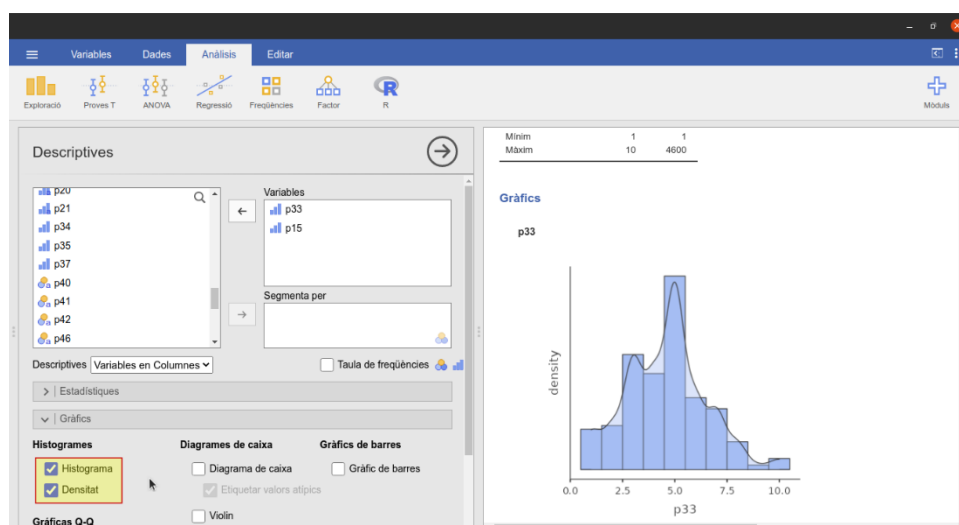 Variables Dades Anàlisis Editar
Exploració Proves T ANOVA Regressió Freqüències Factor R Mòduls
Descriptives
p20
p21
p34
p35
p37
p40
p41
p42
p46
Variables
p33
p15
Segmenta per
Descriptives Variables en Columnes Taula de freqüències
Estadístiques
Gràfics
Histogrames Diagrames de caixa Gràfics de barres
Histograma Diagrama de caixa Gràfic de barres
Densitat Etiquetar valors atípics
Gráficas Q-Q Violin
Mínim 1 1
Màxim 10 4600
Gràfics
p33
density
0.0 2.5 5.0 7.5 10.0
p33